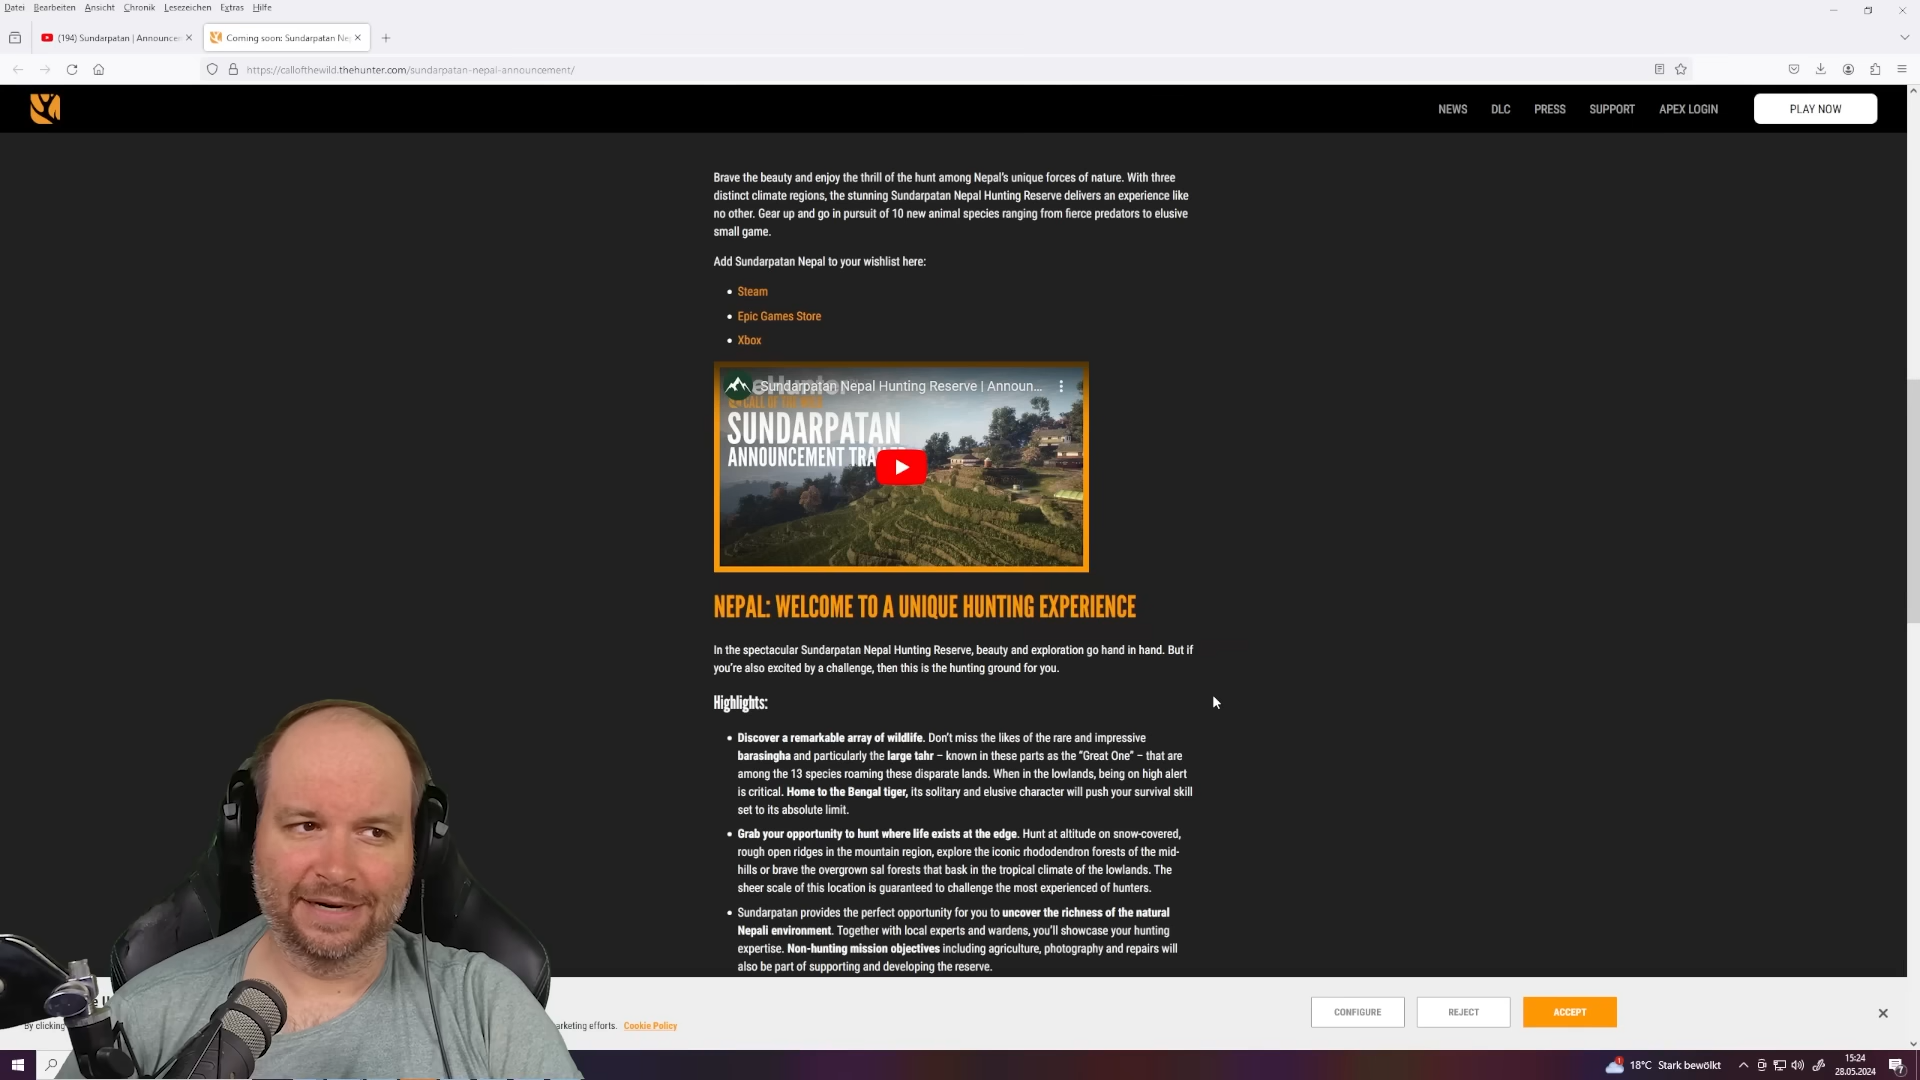 Datei Bearbeiten Ansicht Chronik Lesezeichen Extras Hilfe
(194) Sundarpatan | Announce
Coming soon: Sundarpatan Ne
https://callofthewild.thehunter.com/sundarpatan-nepal-announcement/
NEWS DLC PRESS SUPPORT APEX LOGIN PLAY NOW
Brave the beauty and enjoy the thrill of the hunt among Nepal's unique forces of nature. With three
distinct climate regions, the stunning Sundarpatan Nepal Hunting Reserve delivers an experience like
no other. Gear up and go in pursuit of 10 new animal species ranging from fierce predators to elusive
small game.
Add Sundarpatan Nepal to your wishlist here:
• Steam
• Epic Games Store
• Xbox
Sundarpatan Nepal Hunting Reserve | Announ...
CALL OF THE WILD
SUNDARPATAN
ANNOUNCEMENT TRA
NEPAL: WELCOME TO A UNIQUE HUNTING EXPERIENCE
In the spectacular Sundarpatan Nepal Hunting Reserve, beauty and exploration go hand in hand. But if
you're also excited by a challenge, then this is the hunting ground for you.
Highlights:
• Discover a remarkable array of wildlife. Don't miss the likes of the rare and impressive
barasingha and particularly the large tahr – known in these parts as the "Great One" – that are
among the 13 species roaming these disparate lands. When in the lowlands, being on high alert
is critical. Home to the Bengal tiger, its solitary and elusive character will push your survival skill
set to its absolute limit.
• Grab your opportunity to hunt where life exists at the edge. Hunt at altitude on snow-covered,
rough open ridges in the mountain region, explore the iconic rhododendron forests of the mid-
hills or brave the overgrown sal forests that bask in the tropical climate of the lowlands. The
sheer scale of this location is guaranteed to challenge the most experienced of hunters.
• Sundarpatan provides the perfect opportunity for you to uncover the richness of the natural
Nepali environment. Together with local experts and wardens, you'll showcase your hunting
expertise. Non-hunting mission objectives including agriculture, photography and repairs will
also be part of supporting and developing the reserve.
By clicking
arketing efforts. Cookie Policy
CONFIGURE REJECT ACCEPT
18°C Stark bewölkt
15:24
28.05.2024